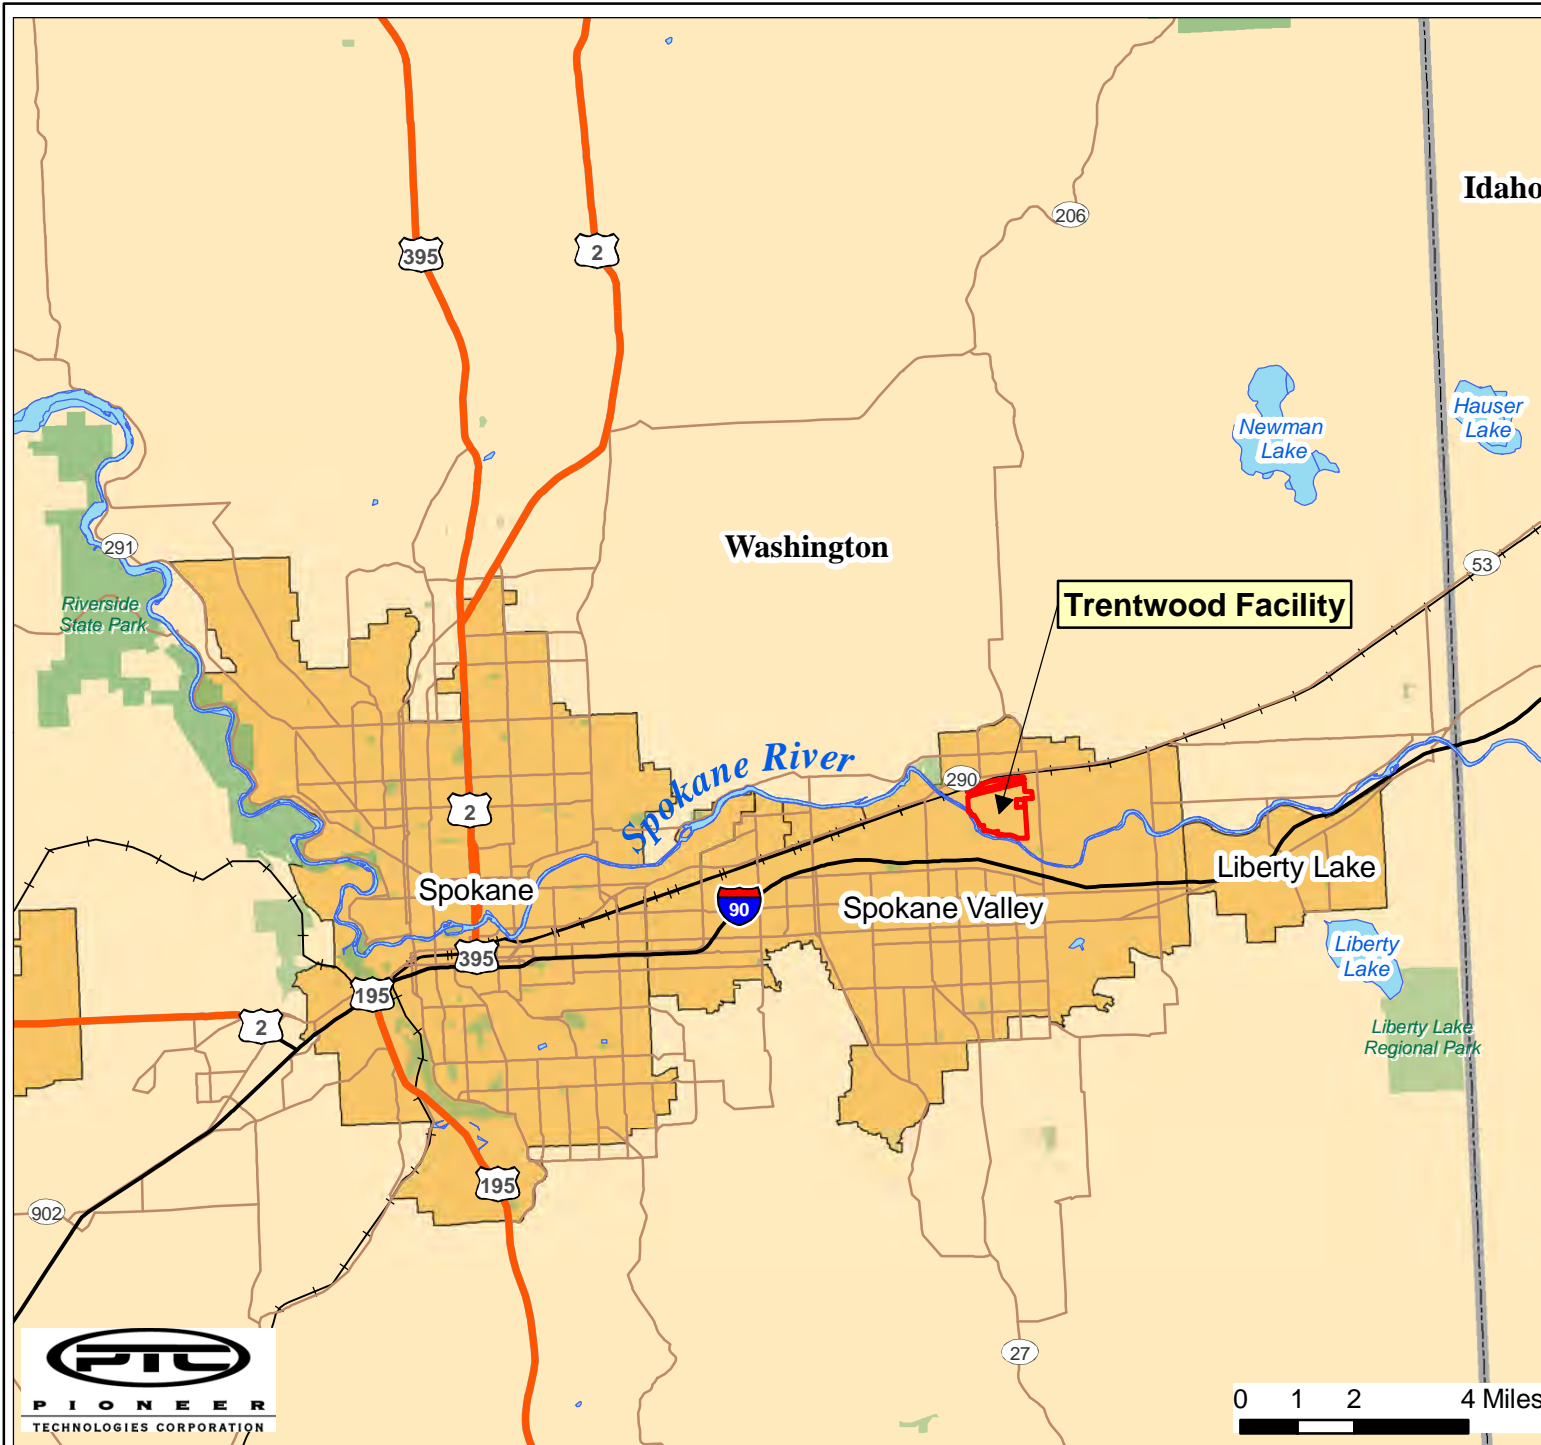 Idaho
206
395
2
Hauser
Lake
Newman
Lake
Washington
291
53
Riverside
State Park
Trentwood Facility
Spokane River
290
2
Liberty Lake
Spokane
90
Spokane Valley
Liberty
Lake
395
195
2
Liberty Lake
Regional Park
195
902
27
PTC
PIONEER
TECHNOLOGIES CORPORATION
0 1 2 4 Miles